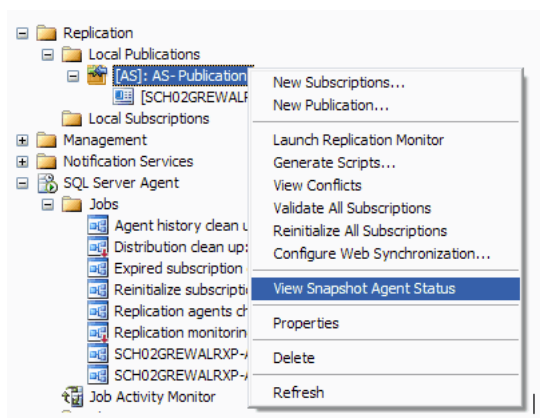 Replication
Local Publications
[AS]: AS-Publication
[SCH02GREWALR
Local Subscriptions
Management
Notification Services
SQL Server Agent
Jobs
Agent history clean u
Distribution clean up:
Expired subscription
Reinitialize subscripti
Replication agents ch
Replication monitorin
SCH02GREWALRXP-A
SCH02GREWALRXP-A
Job Activity Monitor
New Subscriptions...
New Publication...
Launch Replication Monitor
Generate Scripts...
View Conflicts
Validate All Subscriptions
Reinitialize All Subscriptions
Configure Web Synchronization...
View Snapshot Agent Status
Properties
Delete
Refresh